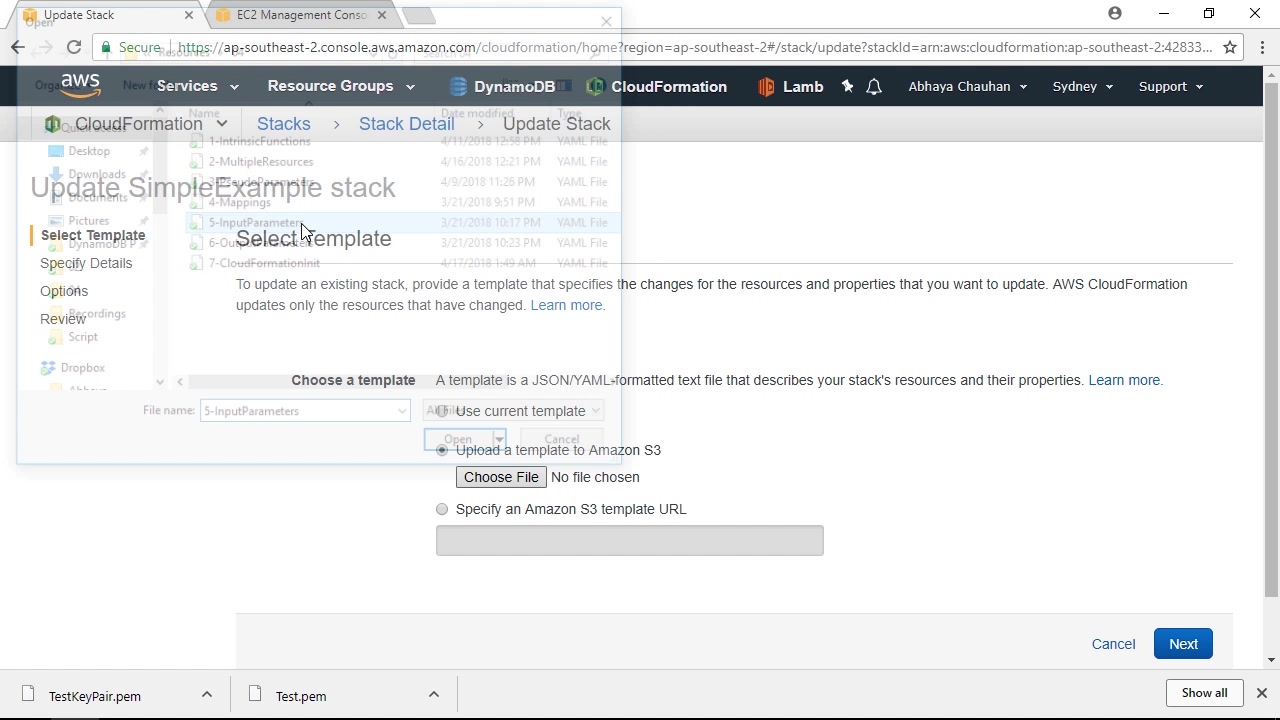 Update Stack
EC2 Management Conso
Open
Secure
https://ap-southeast-2.console.aws.amazon.com/cloudformation/home?region=ap-southeast-2#/stack/update?stackId=arn:aws:cloudformation:ap-southeast-2:42833...
aws
Services
Resource Groups
DynamoDB
CloudFormation
Lamb
Abhaya Chauhan
Sydney
Support
CloudFormation
Stacks
Stack Detail
Update Stack
Name
Date modified
Type
1-IntrinsicFunctions 4/11/2018 12:58 PM YAML File
Desktop
2-MultipleResources 4/16/2018 12:21 PM YAML File
Downloads
3-PseudoParameters 4/9/2018 11:26 PM YAML File
Update SimpleExample stack
Documents
4-Mappings 3/21/2018 9:51 PM YAML File
Pictures
5-InputParameters 3/21/2018 10:17 PM YAML File
Select Template
DynamoDB P
Select Template
3/21/2018 10:23 PM YAML File
Specify Details
7-CloudFormationInit 4/17/2018 1:49 AM YAML File
To update an existing stack, provide a template that specifies the changes for the resources and properties that you want to update. AWS CloudFormation
updates only the resources that have changed. Learn more.
Options
Recordings
Review
Script
Dropbox
Choose a template
A template is a JSON/YAML-formatted text file that describes your stack's resources and their properties. Learn more.
File name:
5-InputParameters
Use current template
Open
Cancel
Upload a template to Amazon S3
Choose File
No file chosen
Specify an Amazon S3 template URL
Cancel
Next
TestKeyPair.pem
Test.pem
Show all